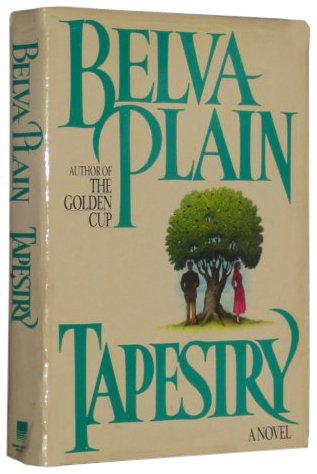 BELVA
PLAIN
AUTHOR OF
THE
GOLDEN
CUP
TAPESTRY
A NOVEL
BELVA
PLAIN
TAPESTRY